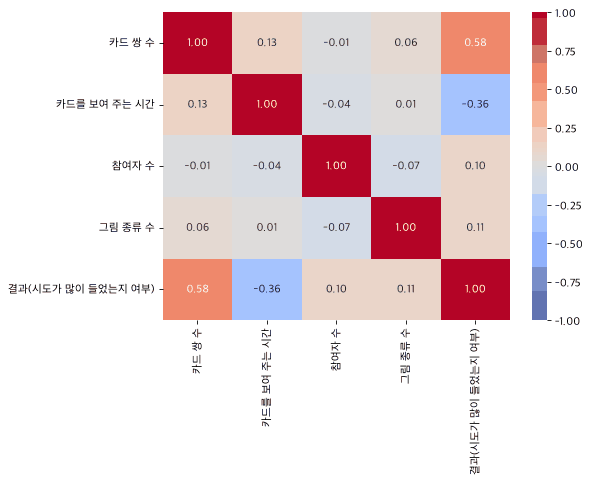 카드 쌍 수
1.00 0.13 -0.01 0.06 0.58
카드를 보여 주는 시간
0.13 1.00 -0.04 0.01 -0.36
참여자 수
-0.01 -0.04 1.00 -0.07 0.10
그림 종류 수
0.06 0.01 -0.07 1.00 0.11
결과(시도가 많이 들었는지 여부)
0.58 -0.36 0.10 0.11 1.00
카드 쌍 수
카드를 보여 주는 시간
참여자 수
그림 종류 수
결과(시도가 많이 들었는지 여부)
1.00
0.75
0.50
0.25
0.00
-0.25
-0.50
-0.75
-1.00